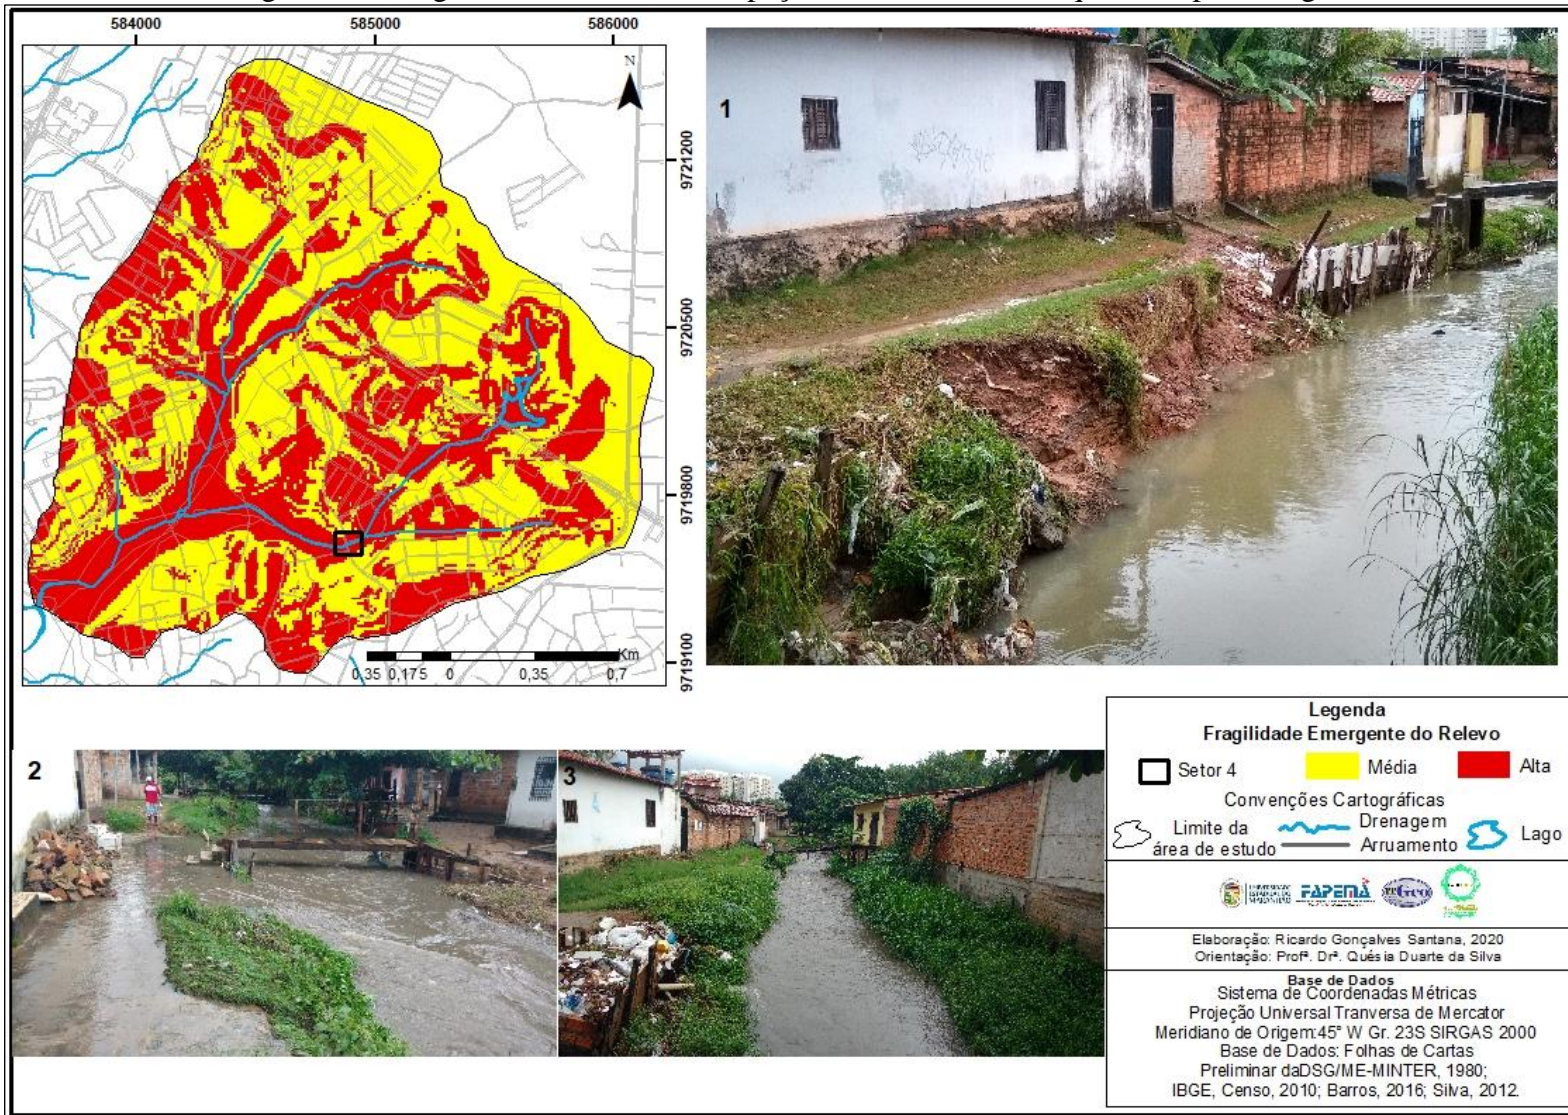 584000 585000 586000
N
9721200
9720500
9719800
9719100
Km
0,35 0,175 0 0,35 0,7
1
2
3
Legenda
Fragilidade Emergente do Relevo
Setor 4 Média Alta
Convenções Cartográficas
Limite da área de estudo
Drenagem
Arruamento
Lago
UNIVERSIDADE
ESTADUAL DO
MARANHÃO
FAPEMA
Elaboração: Ricardo Gonçalves Santana, 2020
Orientação: Profª. Drª. Quésia Duarte da Silva
Base de Dados
Sistema de Coordenadas Métricas
Projeção Universal Tranversa de Mercator
Meridiano de Origem:45° W Gr. 23S SIRGAS 2000
Base de Dados: Folhas de Cartas
Preliminar daDSG/ME-MINTER, 1980;
IBGE, Censo, 2010; Barros, 2016; Silva, 2012.